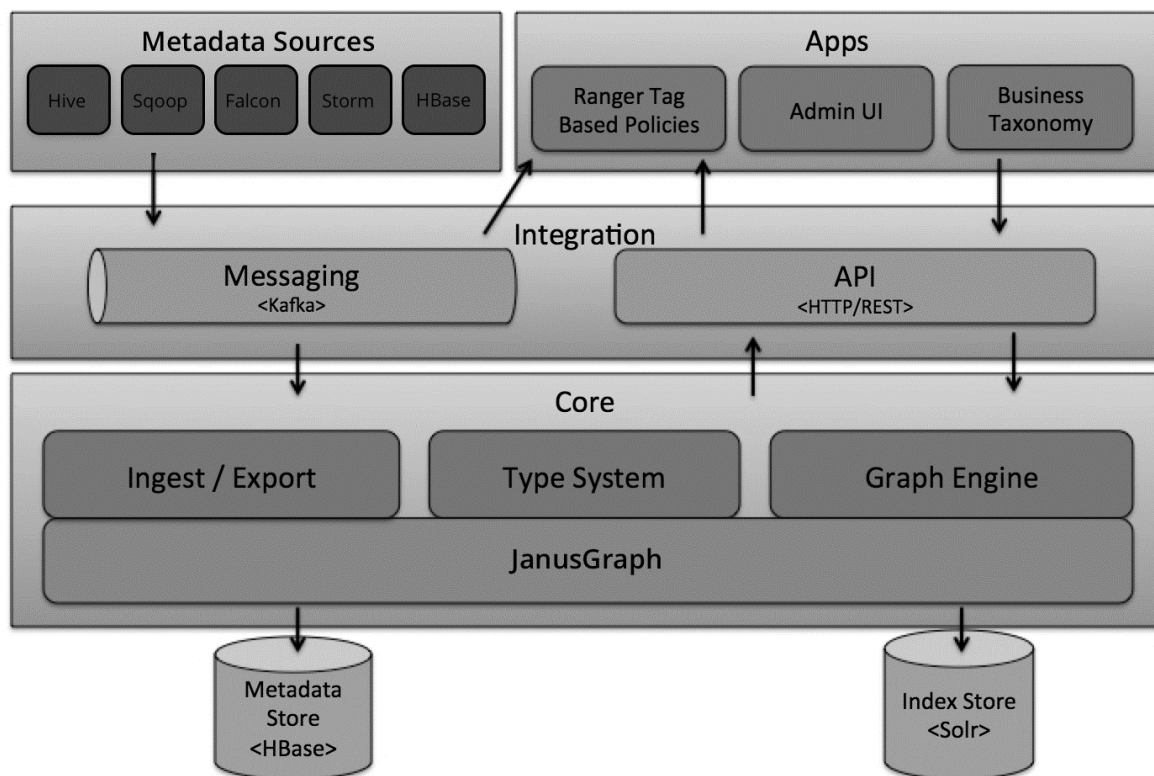 Metadata Sources
Hive
Sqoop
Falcon
Storm
HBase
Apps
Ranger Tag
Based Policies
Admin UI
Business
Taxonomy
Integration
Messaging
<Kafka>
API
<HTTP/REST>
Core
Ingest / Export
Type System
Graph Engine
JanusGraph
Metadata
Store
<HBase>
Index Store
<Solr>